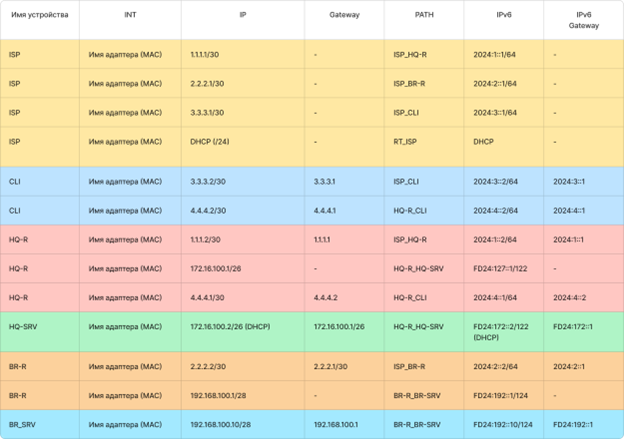 Имя устройства INT IP Gateway PATH IPv6 IPv6
Gateway
ISP Имя адаптера (MAC) 1.1.1.1/30 - ISP_HQ-R 2024:1::1/64 -
ISP Имя адаптера (MAC) 2.2.2.1/30 - ISP_BR-R 2024:2::1/64 -
ISP Имя адаптера (MAC) 3.3.3.1/30 - ISP_CLI 2024:3::1/64 -
ISP Имя адаптера (MAC) DHCP (/24) - RT_ISP DHCP -
CLI Имя адаптера (MAC) 3.3.3.2/30 3.3.3.1 ISP_CLI 2024:3::2/64 2024:3::1
CLI Имя адаптера (MAC) 4.4.4.2/30 4.4.4.1 HQ-R_CLI 2024:4::2/64 2024:4::1
HQ-R Имя адаптера (MAC) 1.1.1.2/30 1.1.1.1 ISP_HQ-R 2024:1::2/64 2024:1::1
HQ-R Имя адаптера (MAC) 172.16.100.1/26 - HQ-R_HQ-SRV FD24:127::1/122 -
HQ-R Имя адаптера (MAC) 4.4.4.1/30 4.4.4.2 HQ-R_CLI 2024:4::1/64 2024:4::2
HQ-SRV Имя адаптера (MAC) 172.16.100.2/26 (DHCP) 172.16.100.1/26 HQ-R_HQ-SRV FD24:172::2/122 FD24:172::1
(DHCP)
BR-R Имя адаптера (MAC) 2.2.2.2/30 2.2.2.1/30 ISP_BR-R 2024:2::2/64 2024:2::1
BR-R Имя адаптера (MAC) 192.168.100.1/28 - BR-R_BR-SRV FD24:192::1/124 -
BR_SRV Имя адаптера (MAC) 192.168.100.10/28 192.168.100.1 BR-R_BR-SRV FD24:192::10/124 FD24:192::1